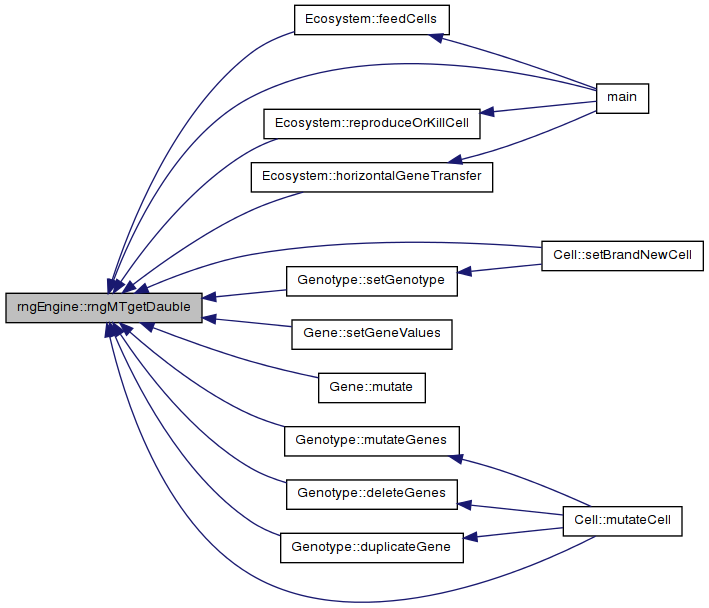 Ecosystem::feedCells
main
Ecosystem::reproduceOrKillCell
Ecosystem::horizontalGeneTransfer
Cell::setBrandNewCell
Genotype::setGenotype
rngEngine::rngMTgetDauble
Gene::setGeneValues
Gene::mutate
Genotype::mutateGenes
Genotype::deleteGenes
Cell::mutateCell
Genotype::duplicateGene